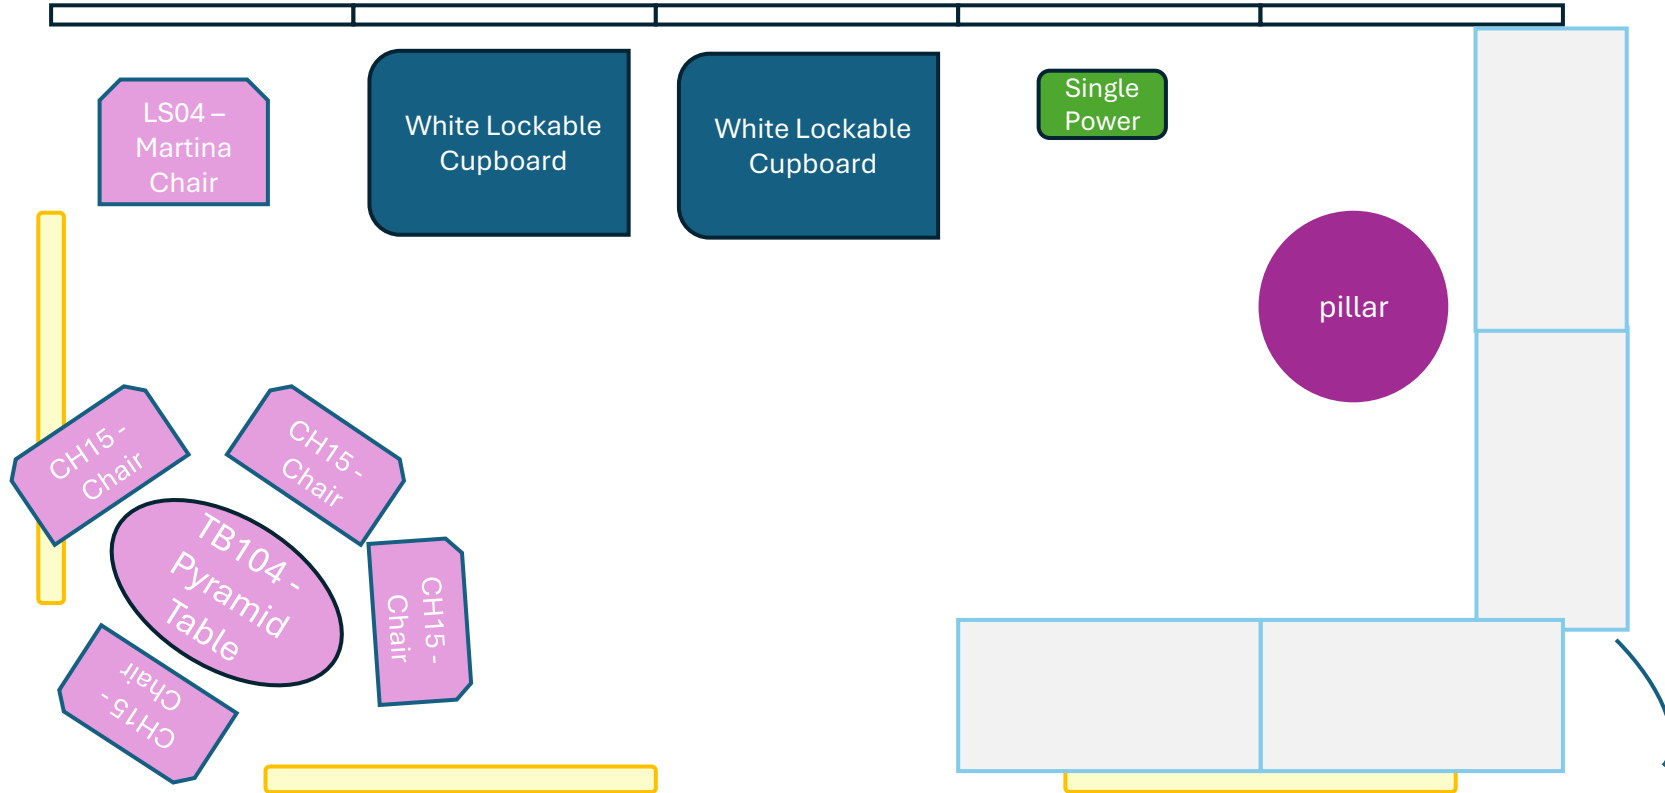 LS04 –
Martina
Chair
White Lockable
Cupboard
White Lockable
Cupboard
Single
Power
pillar
CH15 -
Chair
CH15 -
Chair
TB104 -
Pyramid
Table
CH15 -
Chair
CH15 -
Chair